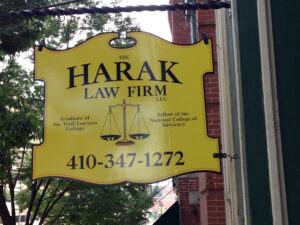 THE
HARAK
LAW FIRM
LLC
Graduate of
the Trial Lawyers
College
Fellow of the
National College of
Advocacy
410-347-1272